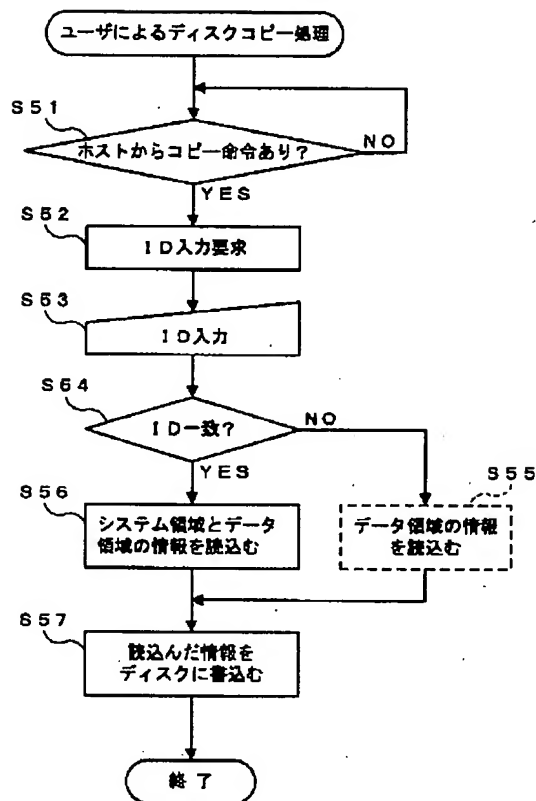 ユーザによるディスクコピー処理
S51
ホストからコピー命令あり?
NO
YES
S52
ID入力要求
S53
ID入力
S54
ID一致?
NO
YES
S55
S56
システム領域とデータ
領域の情報を読込む
データ領域の情報
を読込む
S57
読込んだ情報を
ディスクに書込む
終了